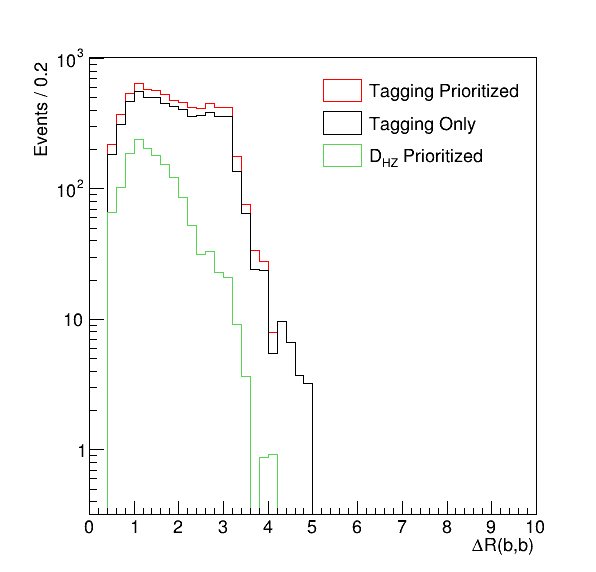 Events / 0.2
10³
10²
10
1
Tagging Prioritized
Tagging Only
D_HZ Prioritized
0 1 2 3 4 5 6 7 8 9 10
ΔR(b,b)